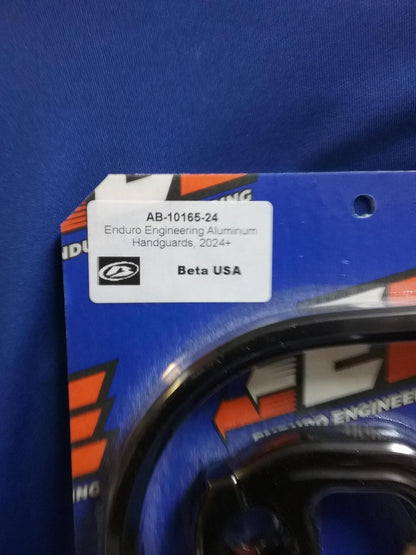 AB-10165-24
Enduro Engineering Aluminum
Handguards, 2024+
Beta USA
ENDURO ENGINEERING